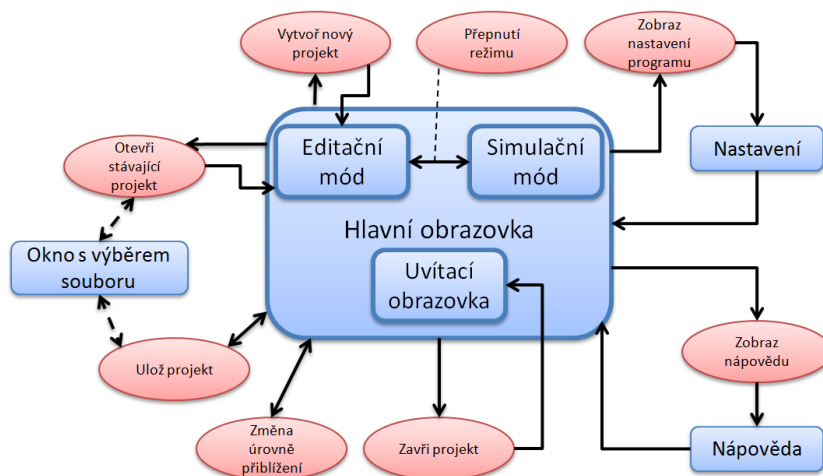 Vytvoř nový
projekt
Přepnutí
režimu
Zobraz
nastavení
programu
Otevři
stávající
projekt
Editační
mód
Simulační
mód
Nastavení
Hlavní obrazovka
Okno s výběrem
souboru
Uvítací
obrazovka
Ulož projekt
Zobraz
nápovědu
Změna
úrovně
přiblížení
Zavři projekt
Nápověda